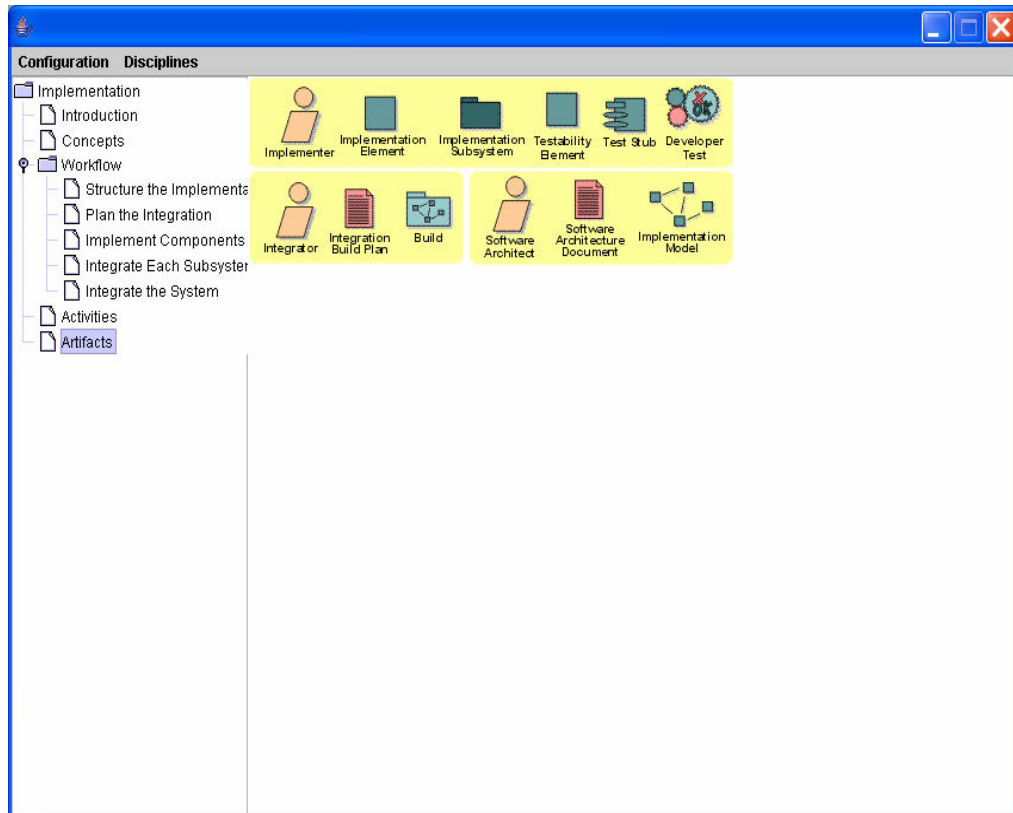 Configuration Disciplines
Implementation
Introduction
Concepts
Workflow
Structure the Implementa
Plan the Integration
Implement Components
Integrate Each Subsyster
Integrate the System
Activities
Artifacts
Implementer
Implementation
Element
Implementation
Subsystem
Testability
Element
Test Stub
Developer
Test
OK
Integrator
Integration
Build Plan
Build
Software
Architect
Software
Architecture
Document
Implementation
Model